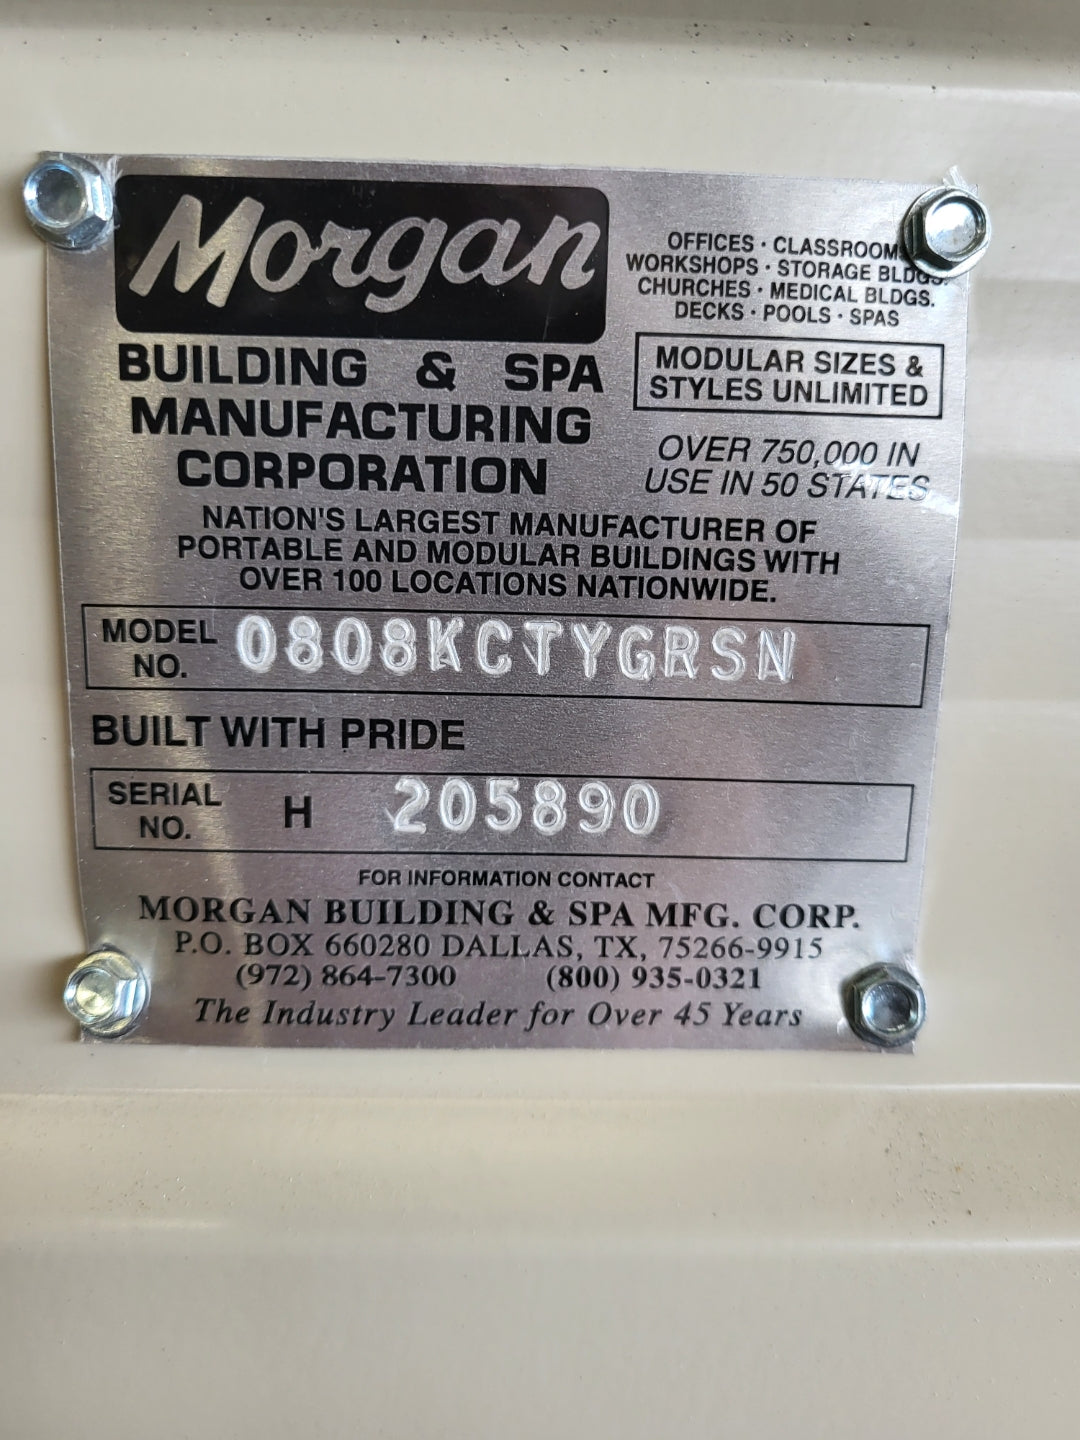 Morgan
BUILDING & SPA
MANUFACTURING
CORPORATION
OFFICES · CLASSROOMS
WORKSHOPS · STORAGE BLDGS.
CHURCHES · MEDICAL BLDGS.
DECKS · POOLS · SPAS
MODULAR SIZES &
STYLES UNLIMITED
OVER 750,000 IN
USE IN 50 STATES
NATION'S LARGEST MANUFACTURER OF
PORTABLE AND MODULAR BUILDINGS WITH
OVER 100 LOCATIONS NATIONWIDE.
MODEL NO. 0808KCTYGRSN
BUILT WITH PRIDE
SERIAL NO. H 205890
FOR INFORMATION CONTACT
MORGAN BUILDING & SPA MFG. CORP.
P.O. BOX 660280 DALLAS, TX, 75266-9915
(972) 864-7300 (800) 935-0321
The Industry Leader for Over 45 Years